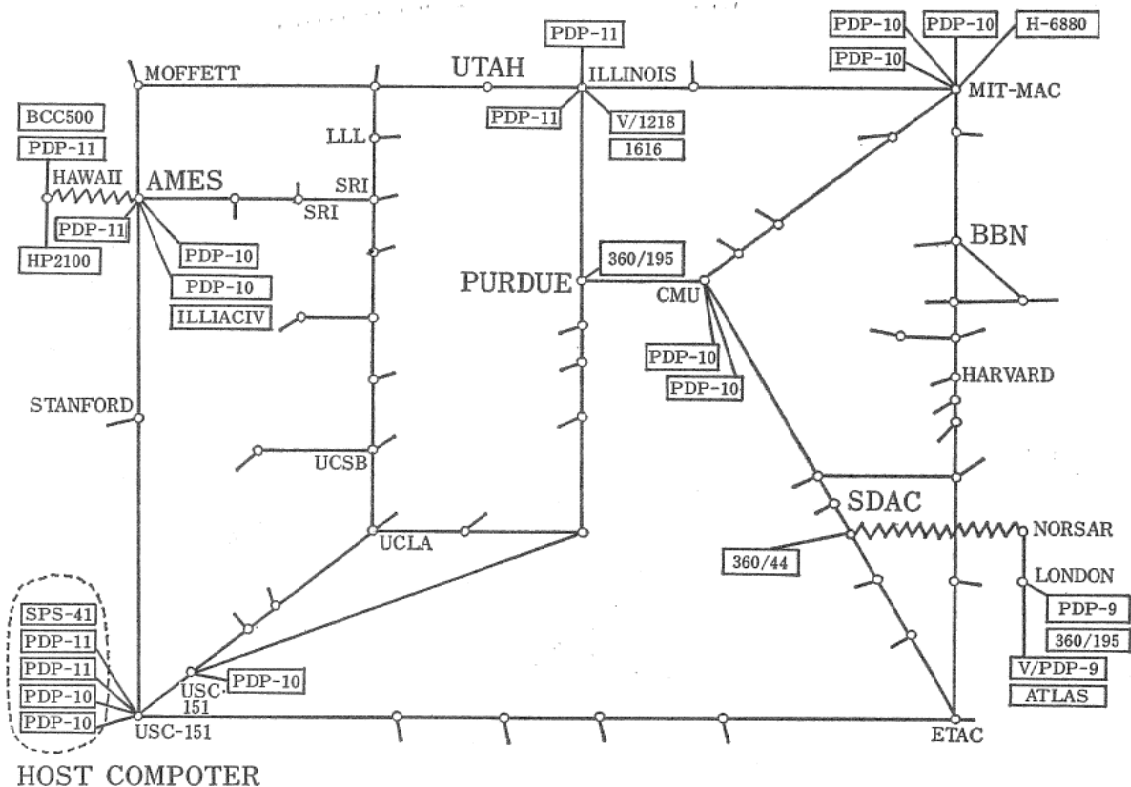 PDP-11
PDP-10
PDP-10
H-6880
PDP-10
MOFFETT
UTAH
ILLINOIS
MIT-MAC
BCC500
PDP-11
PDP-11
V/1218
1616
LLL
HAWAII
AMES
SRI
SRI
PDP-11
HP2100
PDP-10
PDP-10
ILLIACIV
BBN
360/195
PURDUE
CMU
PDP-10
PDP-10
HARVARD
STANFORD
UCSB
SDAC
UCLA
NORSAR
360/44
LONDON
PDP-9
360/195
V/PDP-9
ATLAS
SPS-41
PDP-11
PDP-11
PDP-10
PDP-10
PDP-10
USC-
151
USC-151
ETAC
HOST COMPOTER